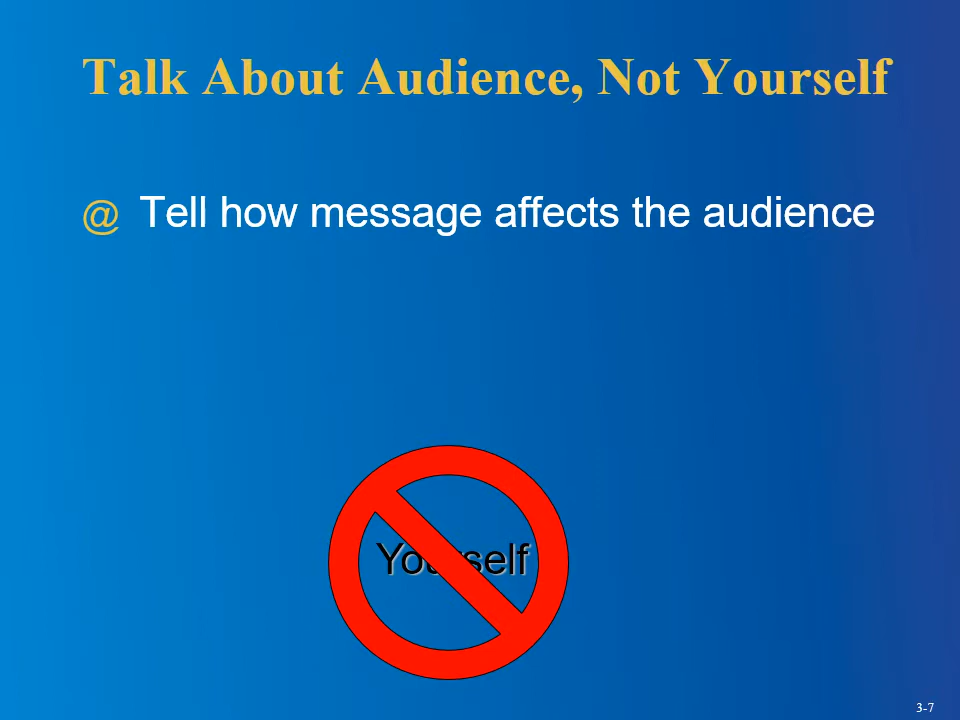 Talk About Audience, Not Yourself
@ Tell how message affects the audience
Yourself
3-7